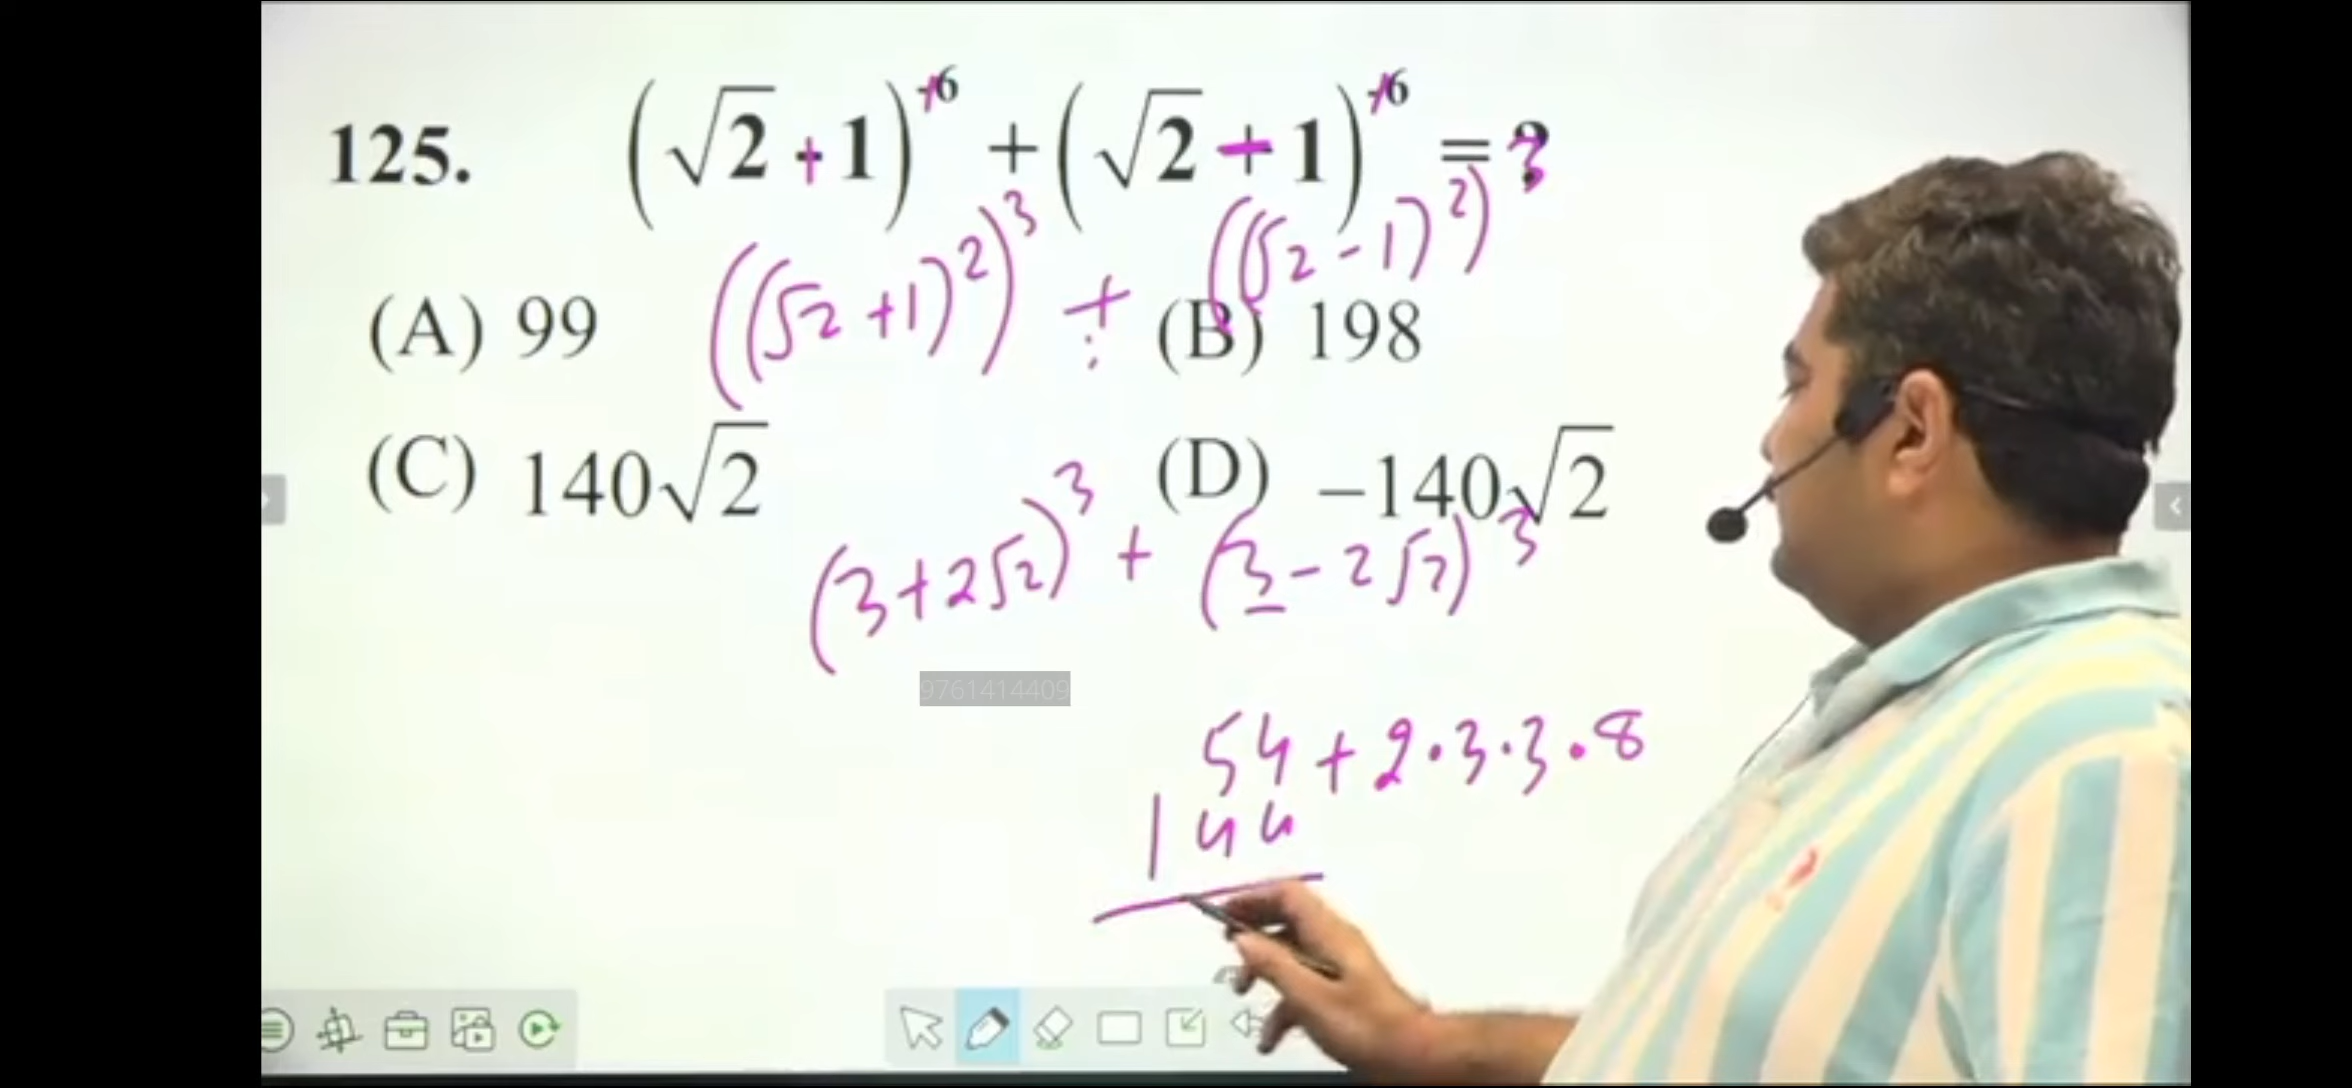 125. (√2 + 1)⁶ + (√2 - 1)⁶ = ?
((√2 + 1)²)³ + ((√2 - 1)²)³
(A) 99 (B) 198
(C) 140√2 (D) -140√2
(3 + 2√2)³ + (3 - 2√2)³
9761414409
54 + 2·3·3·8
144